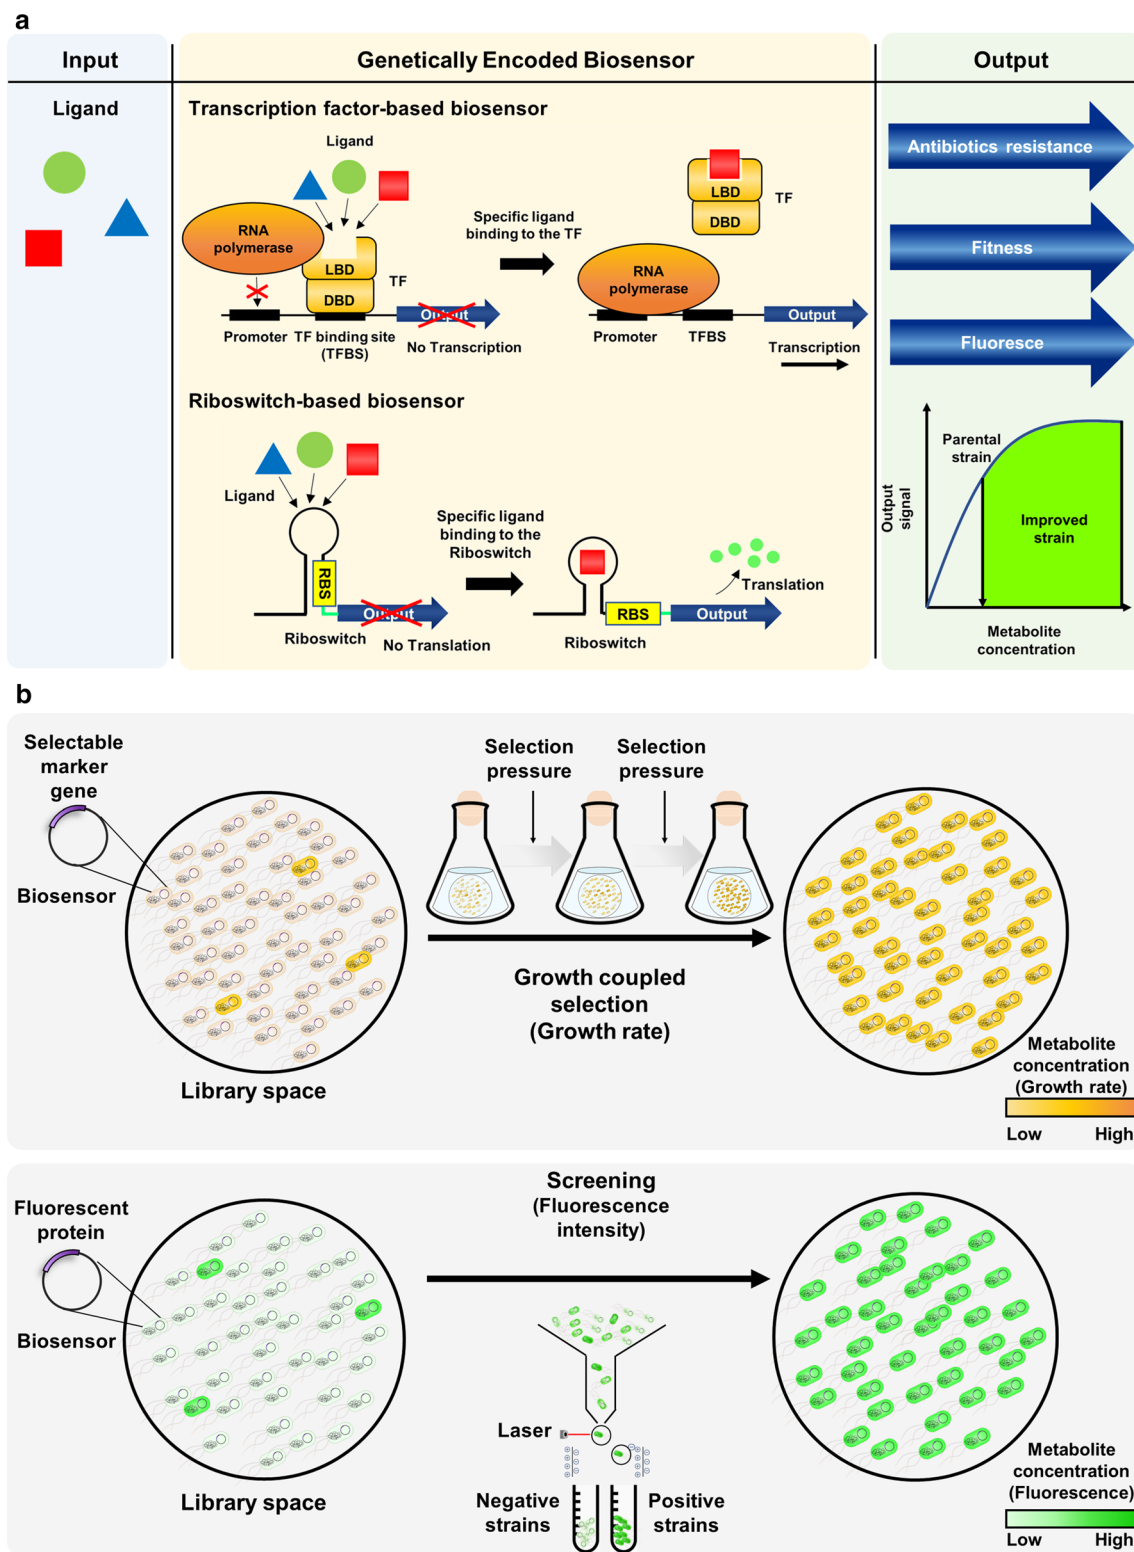 a
Input
Genetically Encoded Biosensor
Output
Ligand
Transcription factor-based biosensor
Ligand
RNA
polymerase
LBD
DBD
TF
Promoter
TF binding site
(TFBS)
Output
No Transcription
Specific ligand
binding to the TF
LBD
DBD
TF
RNA
polymerase
Promoter
TFBS
Output
Transcription
Antibiotics resistance
Fitness
Fluoresce
Riboswitch-based biosensor
Ligand
RBS
Output
Riboswitch
No Translation
Specific ligand
binding to the
Riboswitch
RBS
Output
Riboswitch
Translation
Output
signal
Parental
strain
Improved
strain
Metabolite
concentration
b
Selectable
marker
gene
Biosensor
Library space
Selection
pressure
Selection
pressure
Growth coupled
selection
(Growth rate)
Metabolite
concentration
(Growth rate)
Low
High
Fluorescent
protein
Biosensor
Library space
Screening
(Fluorescence
intensity)
Laser
Negative
strains
Positive
strains
Metabolite
concentration
(Fluorescence)
Low
High